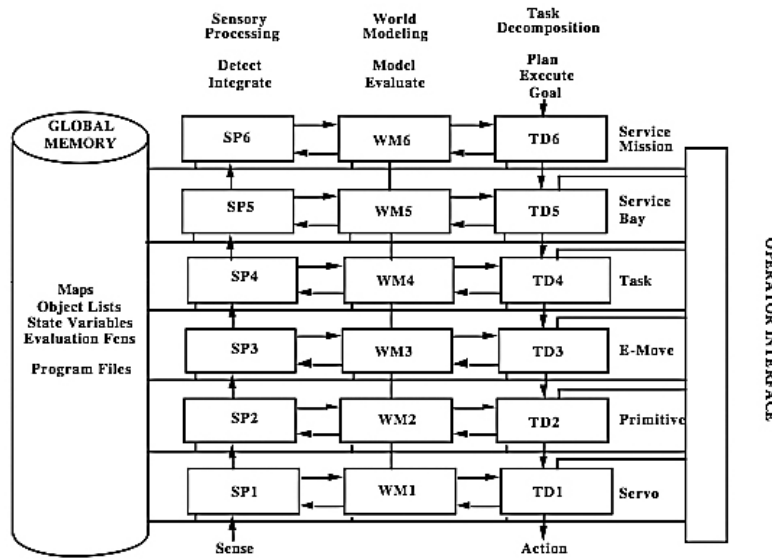 Sensory
Processing
World
Modeling
Task
Decomposition
Detect
Integrate
Model
Evaluate
Plan
Execute
Goal
GLOBAL
MEMORY
SP6
WM6
TD6
Service
Mission
SP5
WM5
TD5
Service
Bay
SP4
WM4
TD4
Task
Maps
Object Lists
State Variables
Evaluation Fcns
Program Files
SP3
WM3
TD3
E-Move
SP2
WM2
TD2
Primitive
SP1
WM1
TD1
Servo
Sense
Action
OPERATOR INTERFACE